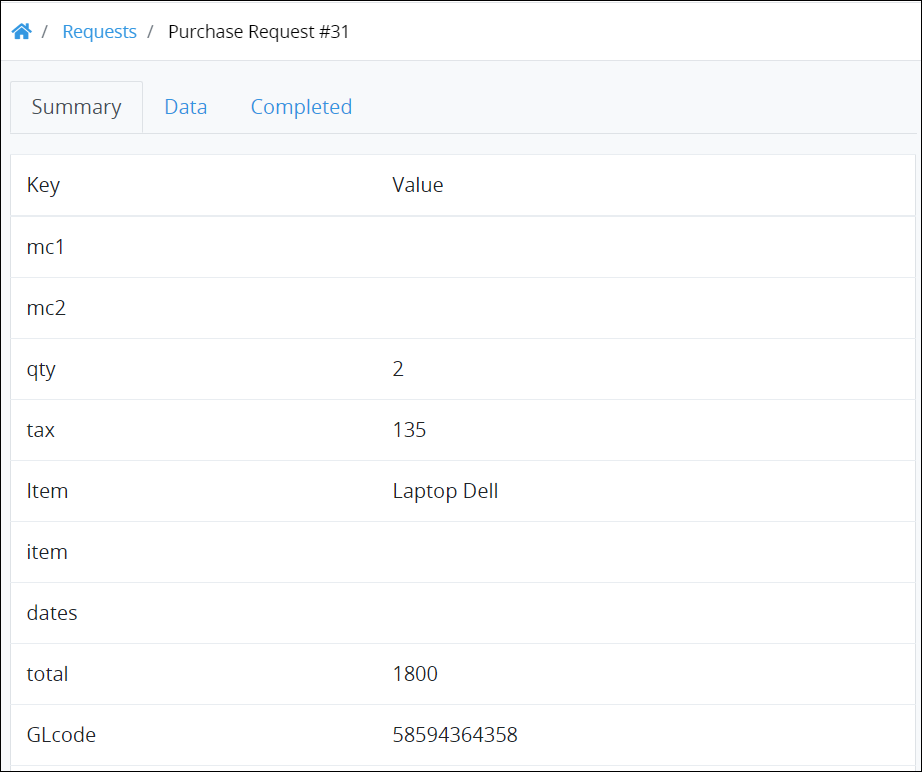 / Requests / Purchase Request #31
Summary Data Completed
Key Value
mc1
mc2
qty 2
tax 135
Item Laptop Dell
item
dates
total 1800
GLcode 58594364358